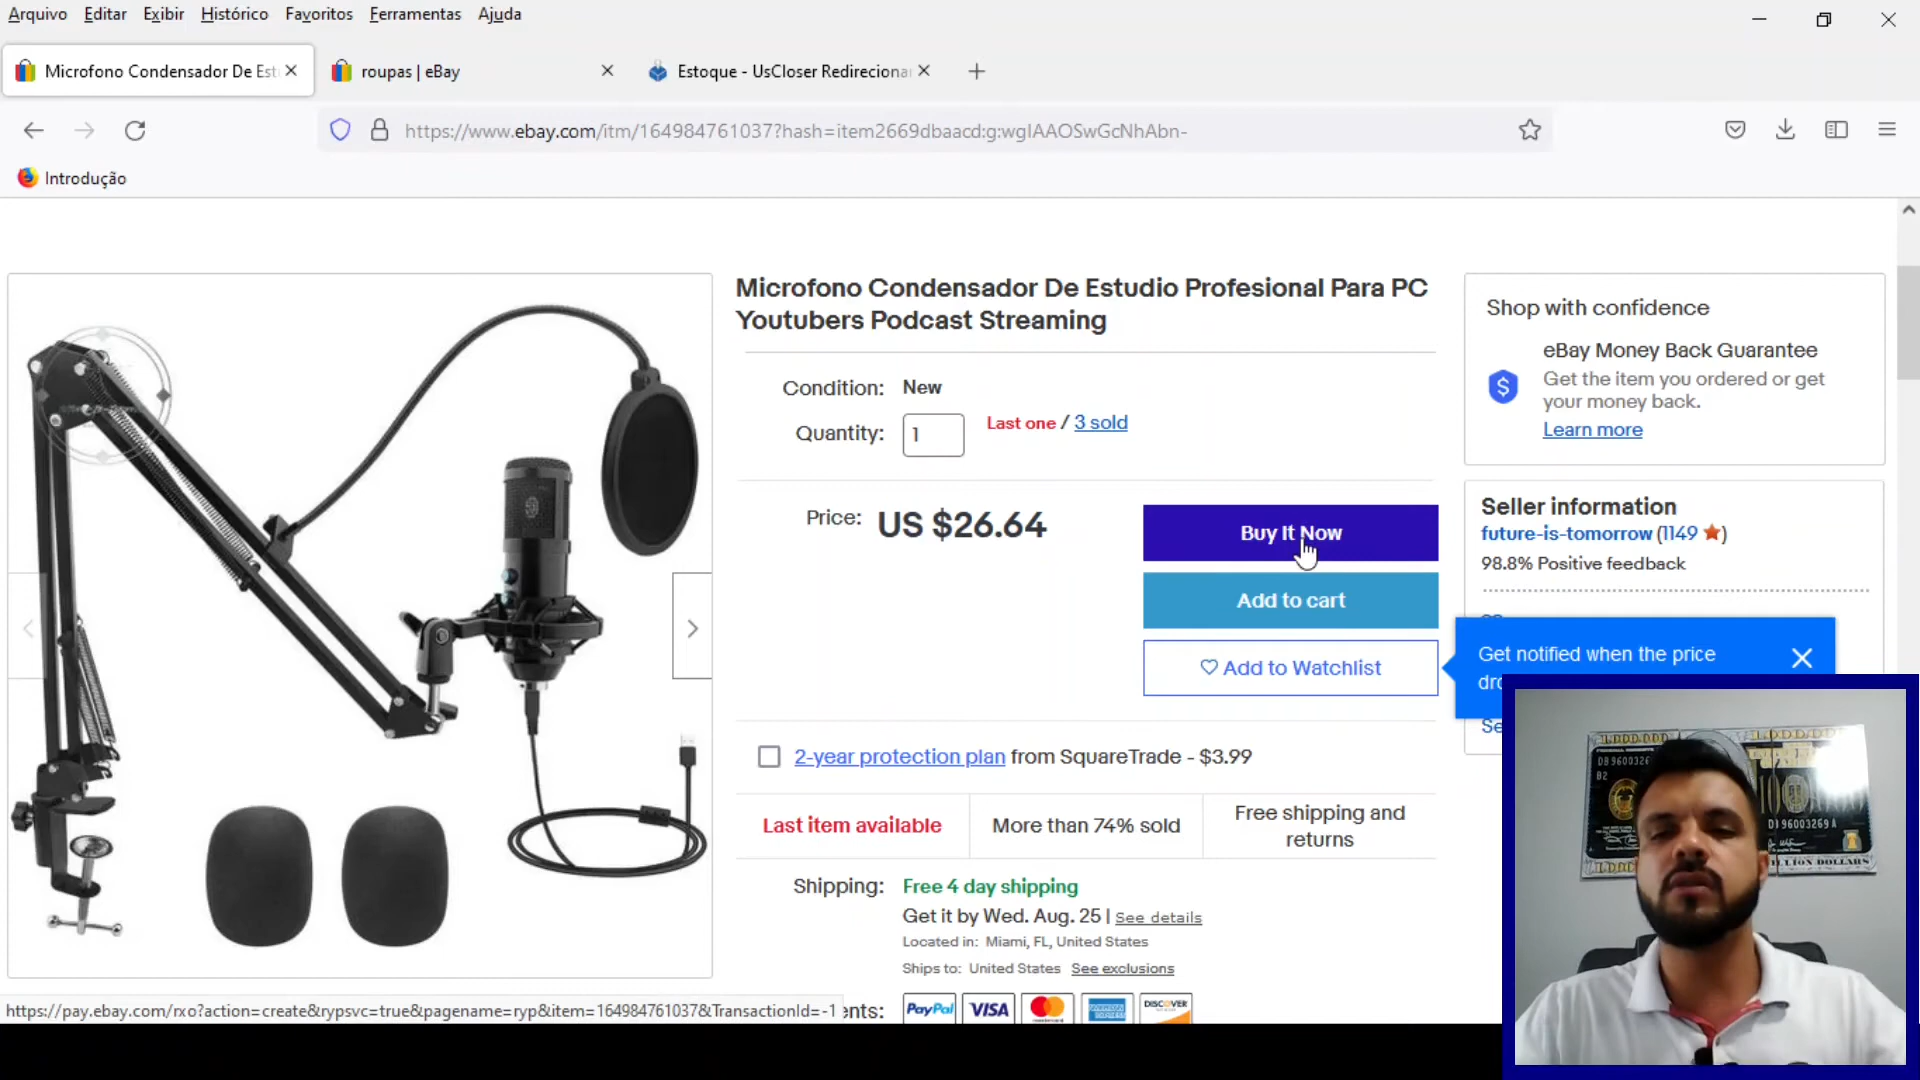 Arquivo Editar Exibir Histórico Favoritos Ferramentas Ajuda
Microfono Condensador De Est
roupas | eBay
Estoque - UsCloser Redireciona
https://www.ebay.com/itm/164984761037?hash=item2669dbaacd:g:wgIAAOSwGcNhAbn-
Introdução
Microfono Condensador De Estudio Profesional Para PC
Youtubers Podcast Streaming
Condition: New
Quantity: 1 Last one / 3 sold
Price: US $26.64
Buy It Now
Add to cart
Add to Watchlist
2-year protection plan from SquareTrade - $3.99
Last item available
More than 74% sold
Free shipping and
returns
Shipping: Free 4 day shipping
Get it by Wed. Aug. 25 | See details
Located in: Miami, FL, United States
Ships to: United States See exclusions
ents: PayPal VISA mastercard DISCOVER
Shop with confidence
eBay Money Back Guarantee
Get the item you ordered or get
your money back.
Learn more
Seller information
future-is-tomorrow (1149)
98.8% Positive feedback
Get notified when the price
dro
Se
https://pay.ebay.com/rxo?action=create&rypsvc=true&pagename=ryp&item=164984761037&TransactionId=-1